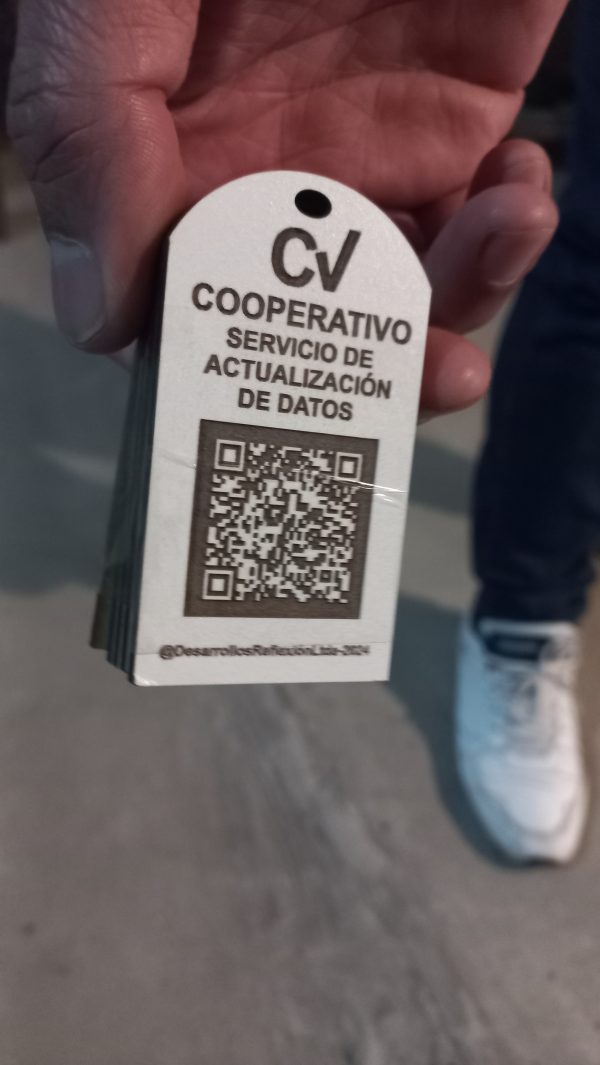 CV
COOPERATIVO
SERVICIO DE
ACTUALIZACIÓN
DE DATOS
@DesarrollosReflexiónLtda-2024